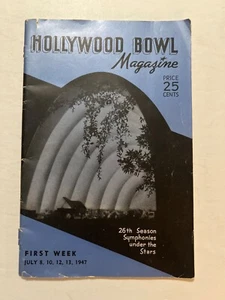 HOLLYWOOD BOWL
Magazine
PRICE
25
CENTS
26th Season
Symphonies
under the
Stars
FIRST WEEK
JULY 8, 10, 12, 13, 1947